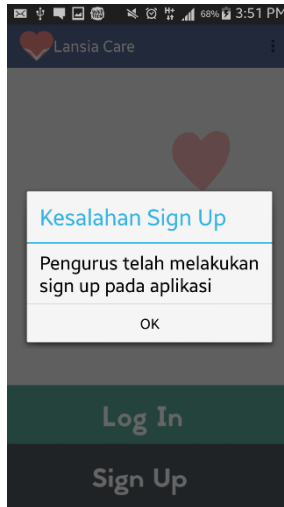 68% 3:51 PM
Lansia Care
Kesalahan Sign Up
Pengurus telah melakukan
sign up pada aplikasi
OK
Log In
Sign Up